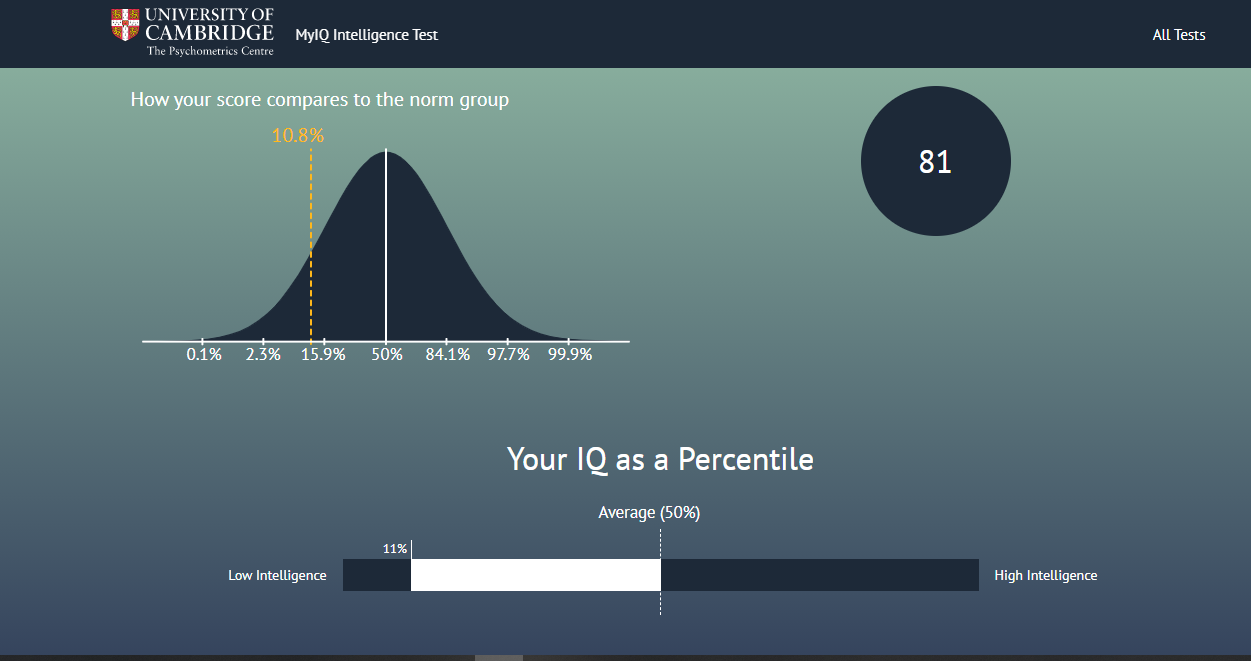 UNIVERSITY OF
CAMBRIDGE
The Psychometrics Centre
MyIQ Intelligence Test
All Tests
How your score compares to the norm group
10.8%
81
0.1% 2.3% 15.9% 50% 84.1% 97.7% 99.9%
Your IQ as a Percentile
Average (50%)
11%
Low Intelligence
High Intelligence